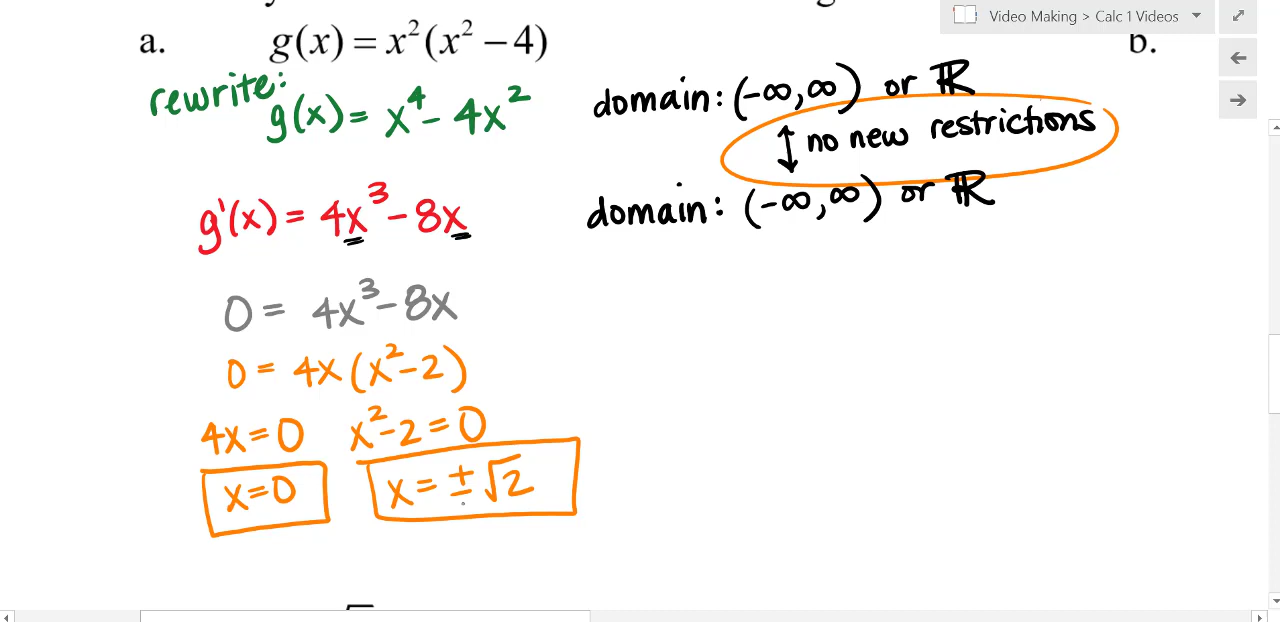 Video Making > Calc 1 Videos
a. g(x) = x²(x² − 4) b.
rewrite: g(x) = x⁴ − 4x² domain: (-∞, ∞) or ℝ
↕ no new restrictions
g'(x) = 4x³ − 8x domain: (-∞, ∞) or ℝ
0 = 4x³ − 8x
0 = 4x (x² − 2)
4x = 0 x² − 2 = 0
x = 0 x = ± √2